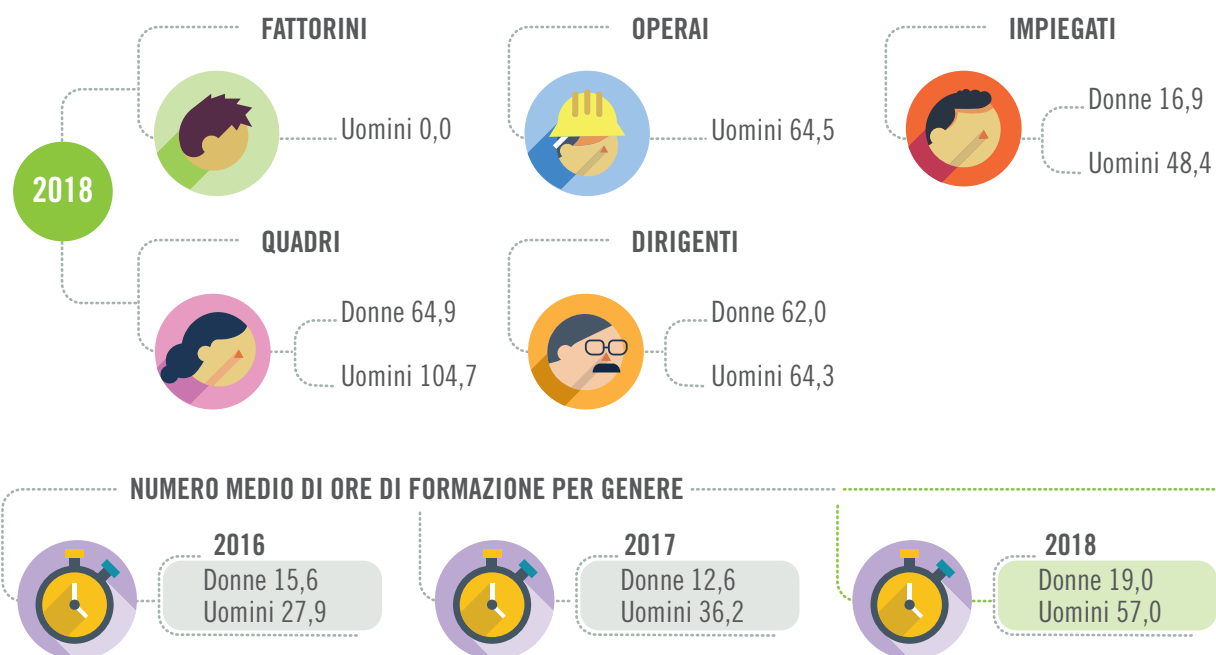 FATTORINI
Uomini 0,0
OPERAI
Uomini 64,5
IMPIEGATI
Donne 16,9
Uomini 48,4
2018
QUADRI
Donne 64,9
Uomini 104,7
DIRIGENTI
Donne 62,0
Uomini 64,3
NUMERO MEDIO DI ORE DI FORMAZIONE PER GENERE
2016
Donne 15,6
Uomini 27,9
2017
Donne 12,6
Uomini 36,2
2018
Donne 19,0
Uomini 57,0